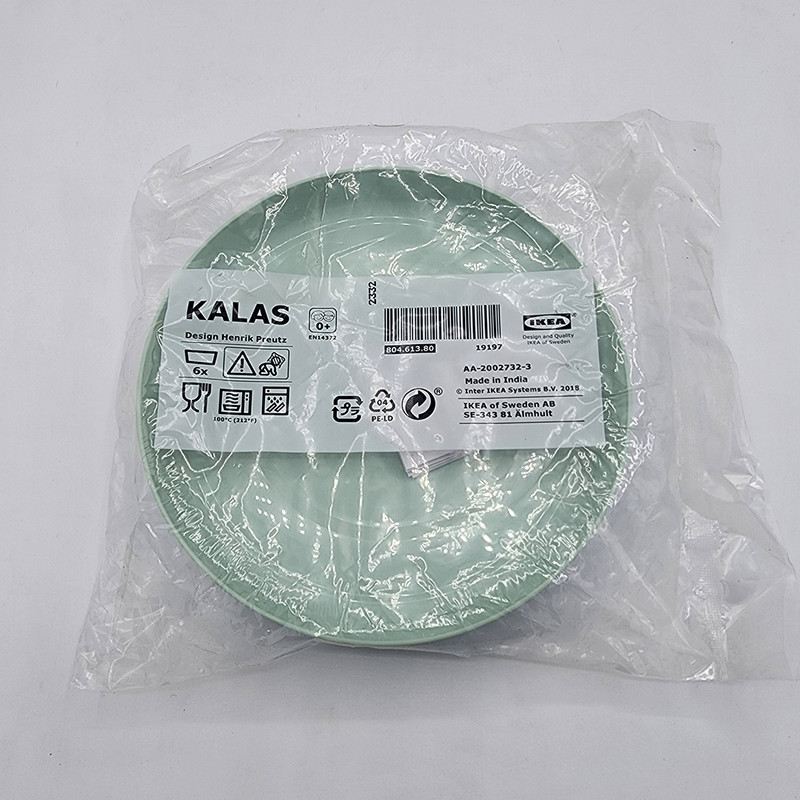 KALAS
Design Henrik Preutz
0+
EN14372
6x
100°C (212°F)
2332
804.613.80
19197
IKEA®
Design and Quality
IKEA of Sweden
AA-2002732-3
Made in India
© Inter IKEA Systems B.V. 2018
IKEA of Sweden AB
SE-343 81 Älmhult
プラ
04
PE-LD
®